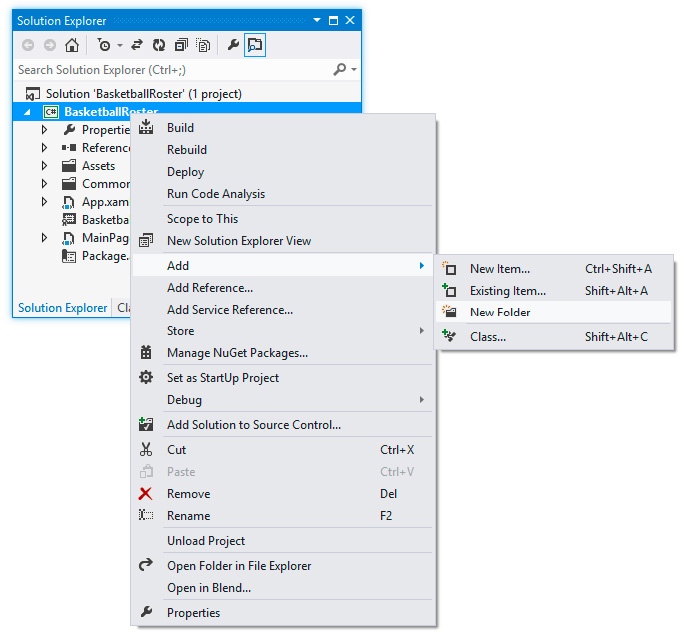 Solution Explorer
Search Solution Explorer (Ctrl+;)
Solution 'BasketballRoster' (1 project)
C# BasketballRoster
Propertie
Reference
Assets
Common
App.xam
Basketba
MainPag
Package.
Solution Explorer Cla
Build
Rebuild
Deploy
Run Code Analysis
Scope to This
New Solution Explorer View
Add
Add Reference...
Add Service Reference...
Store
Manage NuGet Packages...
Set as StartUp Project
Debug
Add Solution to Source Control...
Cut Ctrl+X
Paste Ctrl+V
Remove Del
Rename F2
Unload Project
Open Folder in File Explorer
Open in Blend...
Properties
New Item... Ctrl+Shift+A
Existing Item... Shift+Alt+A
New Folder
Class... Shift+Alt+C